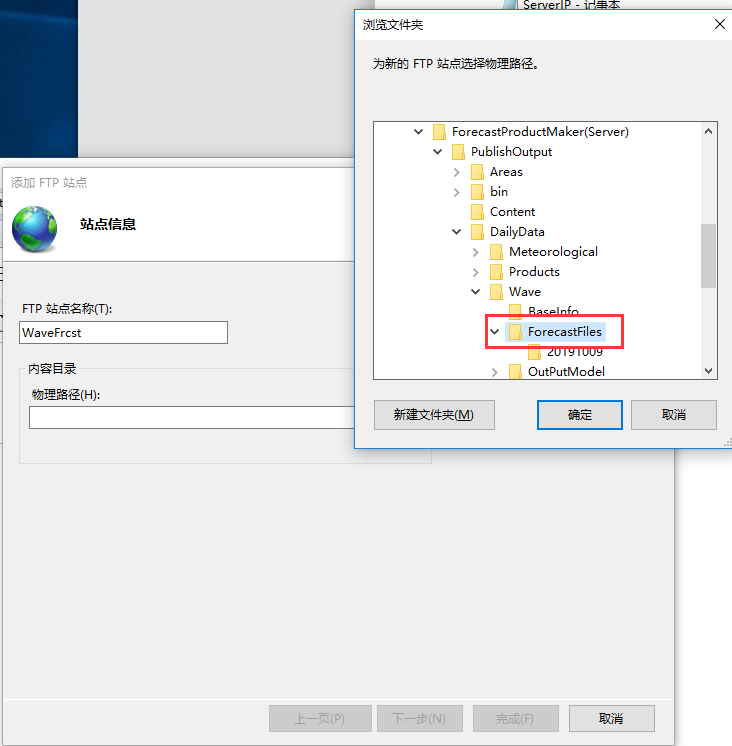 ServerIP - 记事本
浏览文件夹
为新的 FTP 站点选择物理路径。
ForecastProductMaker(Server)
PublishOutput
Areas
bin
Content
DailyData
Meteorological
Products
Wave
BaseInfo
ForecastFiles
20191009
OutPutModel
新建文件夹(M)
确定
取消
添加 FTP 站点
站点信息
FTP 站点名称(T):
WaveFrcst
内容目录
物理路径(H):
上一页(P)
下一步(N)
完成(F)
取消